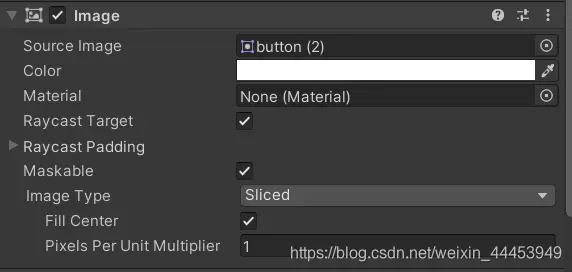 Image
Source Image button (2)
Color
Material None (Material)
Raycast Target
Raycast Padding
Maskable
Image Type Sliced
Fill Center
Pixels Per Unit Multiplier 1
https://blog.csdn.net/weixin_44453949